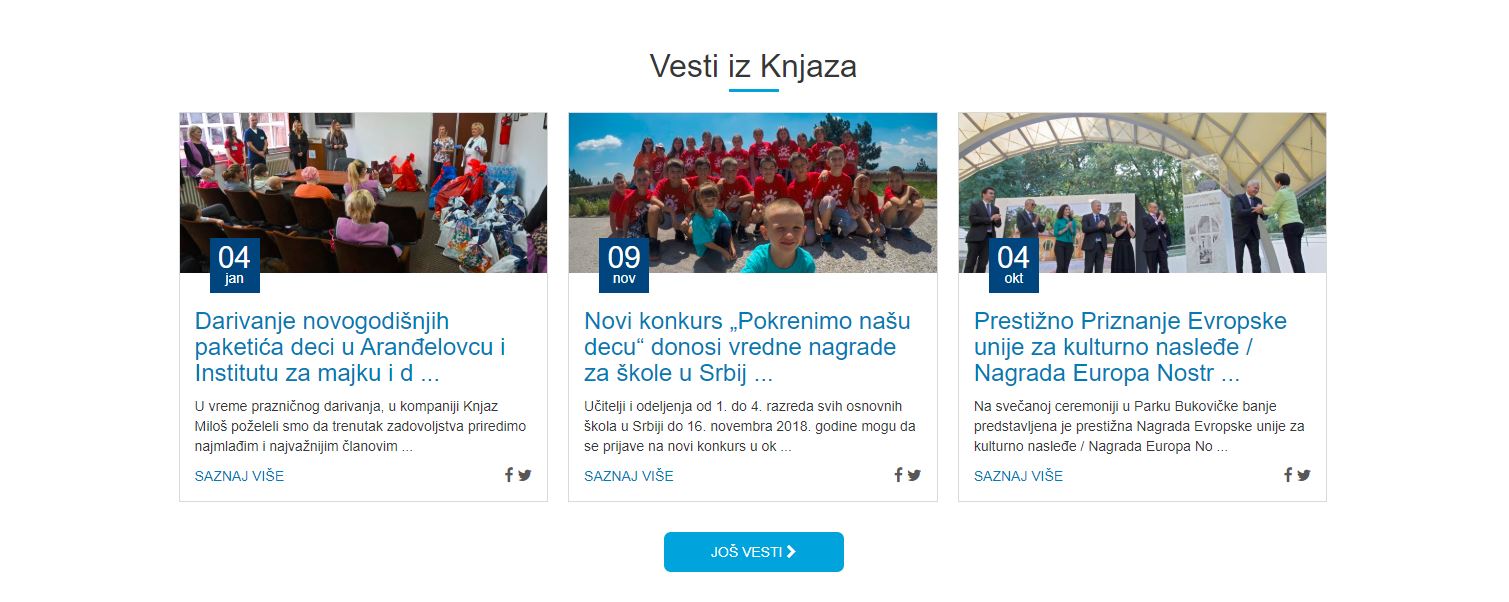 Vesti iz Knjaza
04
jan
Darivanje novogodišnjih
paketića deci u Aranđelovcu i
Institutu za majku i d ...
U vreme prazničnog darivanja, u kompaniji Knjaz
Miloš poželeli smo da trenutak zadovoljstva priredimo
najmlađim i najvažnijim članovim ...
SAZNAJ VIŠE
09
nov
Novi konkurs „Pokrenimo našu
decu“ donosi vredne nagrade
za škole u Srbij ...
Učitelji i odeljenja od 1. do 4. razreda svih osnovnih
škola u Srbiji do 16. novembra 2018. godine mogu da
se prijave na novi konkurs u ok ...
SAZNAJ VIŠE
04
okt
Prestižno Priznanje Evropske
unije za kulturno nasleđe /
Nagrada Europa Nostr ...
Na svečanoj ceremoniji u Parku Bukovičke banje
predstavljena je prestižna Nagrada Evropske unije za
kulturno nasleđe / Nagrada Europa No ...
SAZNAJ VIŠE
JOŠ VESTI